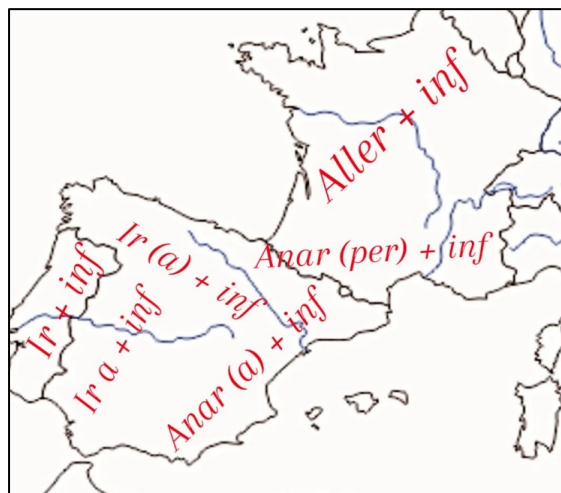 Aller + inf
Anar (per) + inf
Ir (a) + inf
Ir + inf
Ir a + inf
Anar (a) + inf